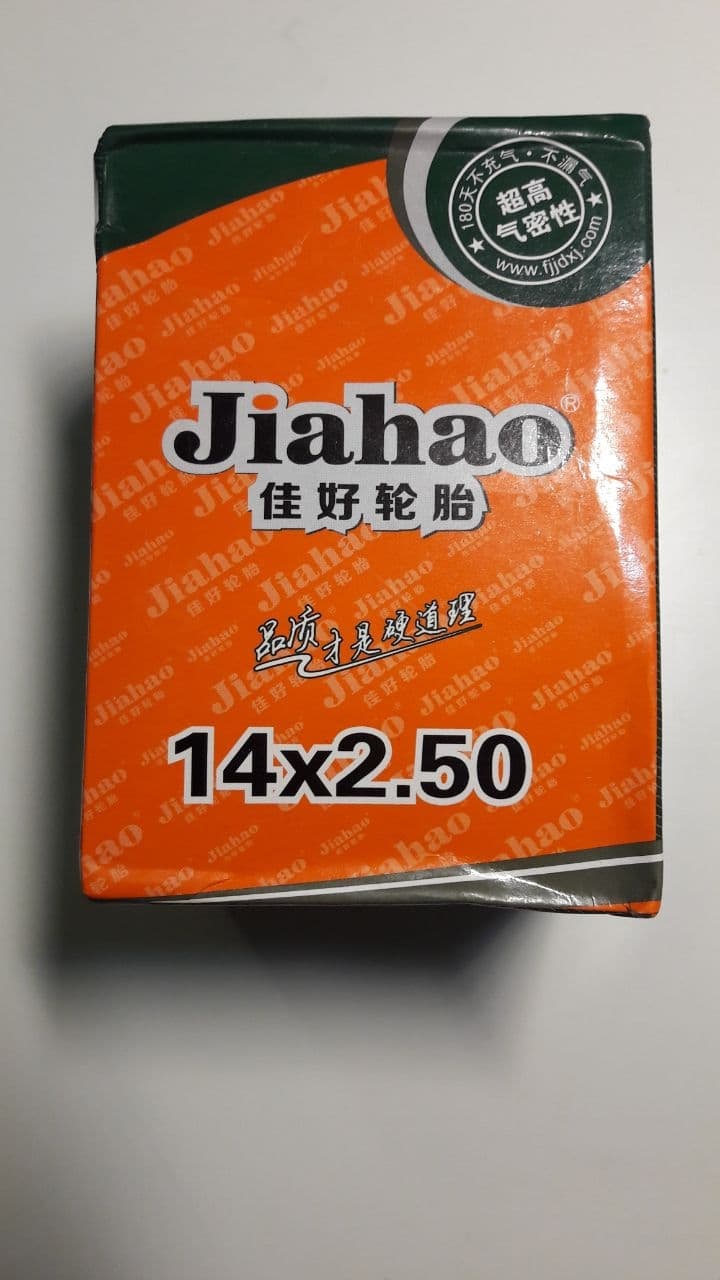 180天不充气·不漏气
超高
气密性
★ www.fjjdxj.com ★
Jiahao®
佳好轮胎
品质才是硬道理
14x2.50